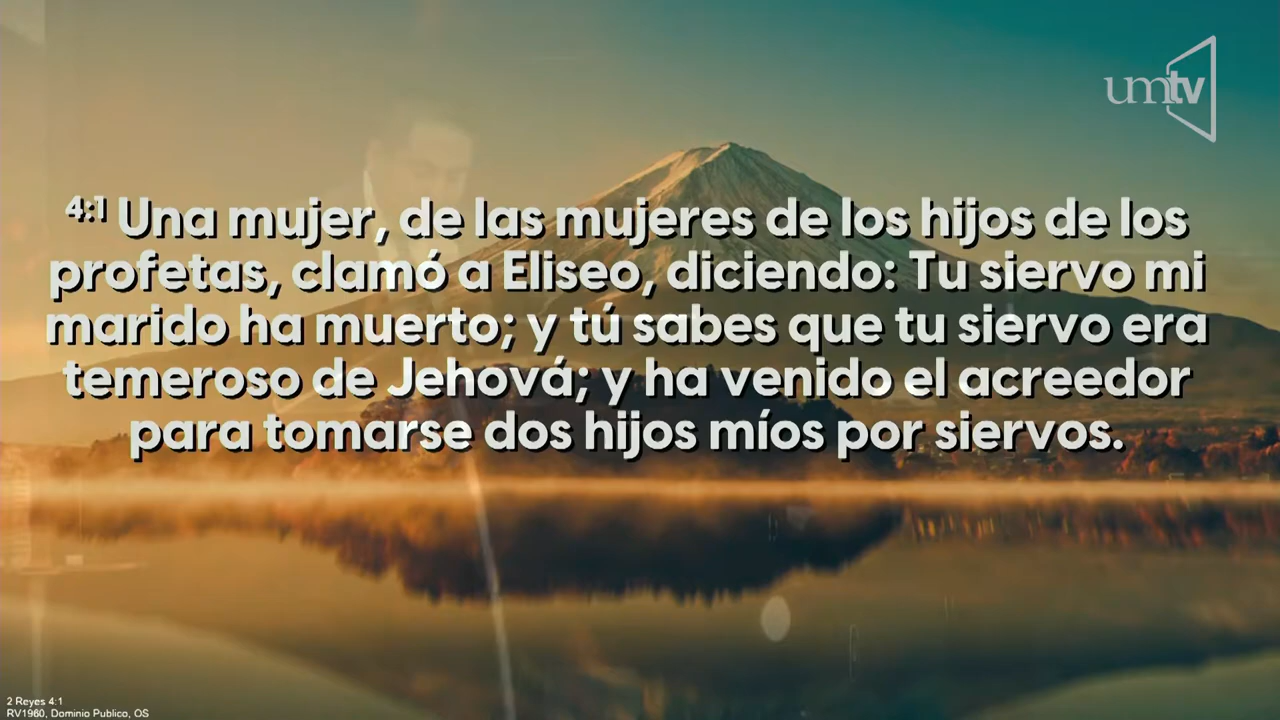 umtv
4:1 Una mujer, de las mujeres de los hijos de los
profetas, clamó a Eliseo, diciendo: Tu siervo mi
marido ha muerto; y tú sabes que tu siervo era
temeroso de Jehová; y ha venido el acreedor
para tomarse dos hijos míos por siervos.
2 Reyes 4:1
RV1960, Dominio Publico, OS